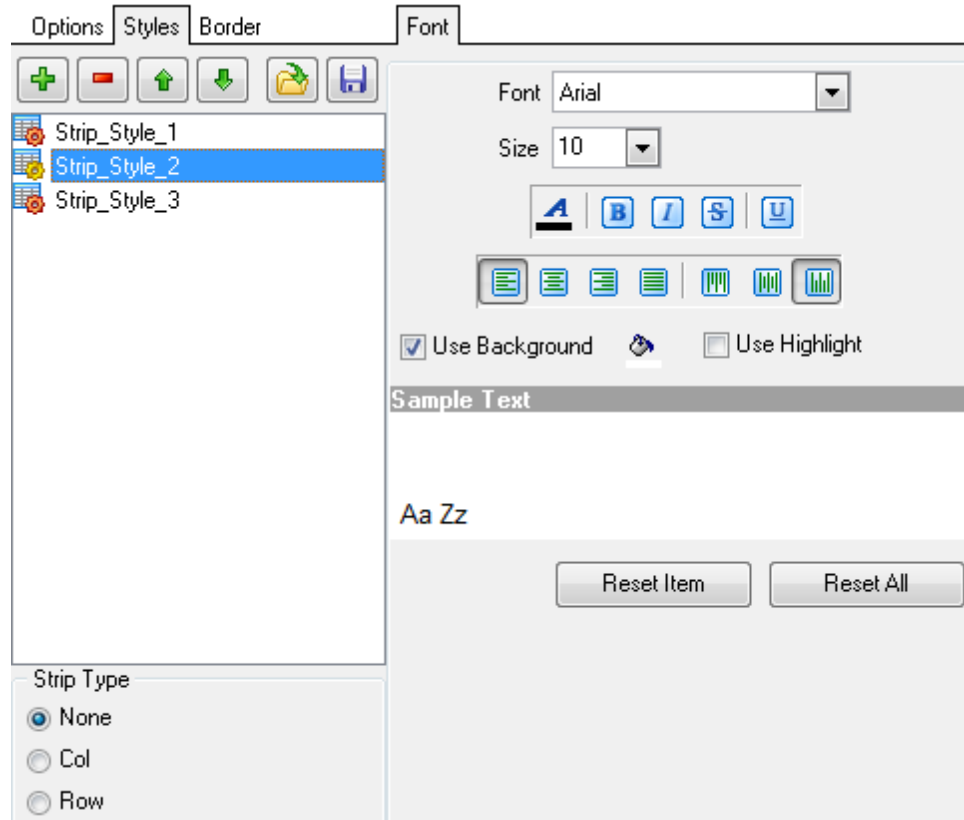 Options Styles Border Font
Font Arial
Size 10
Strip_Style_1
Strip_Style_2
Strip_Style_3
A B I S U
Use Background Use Highlight
Sample Text
Aa Zz
Reset Item Reset All
Strip Type
None
Col
Row